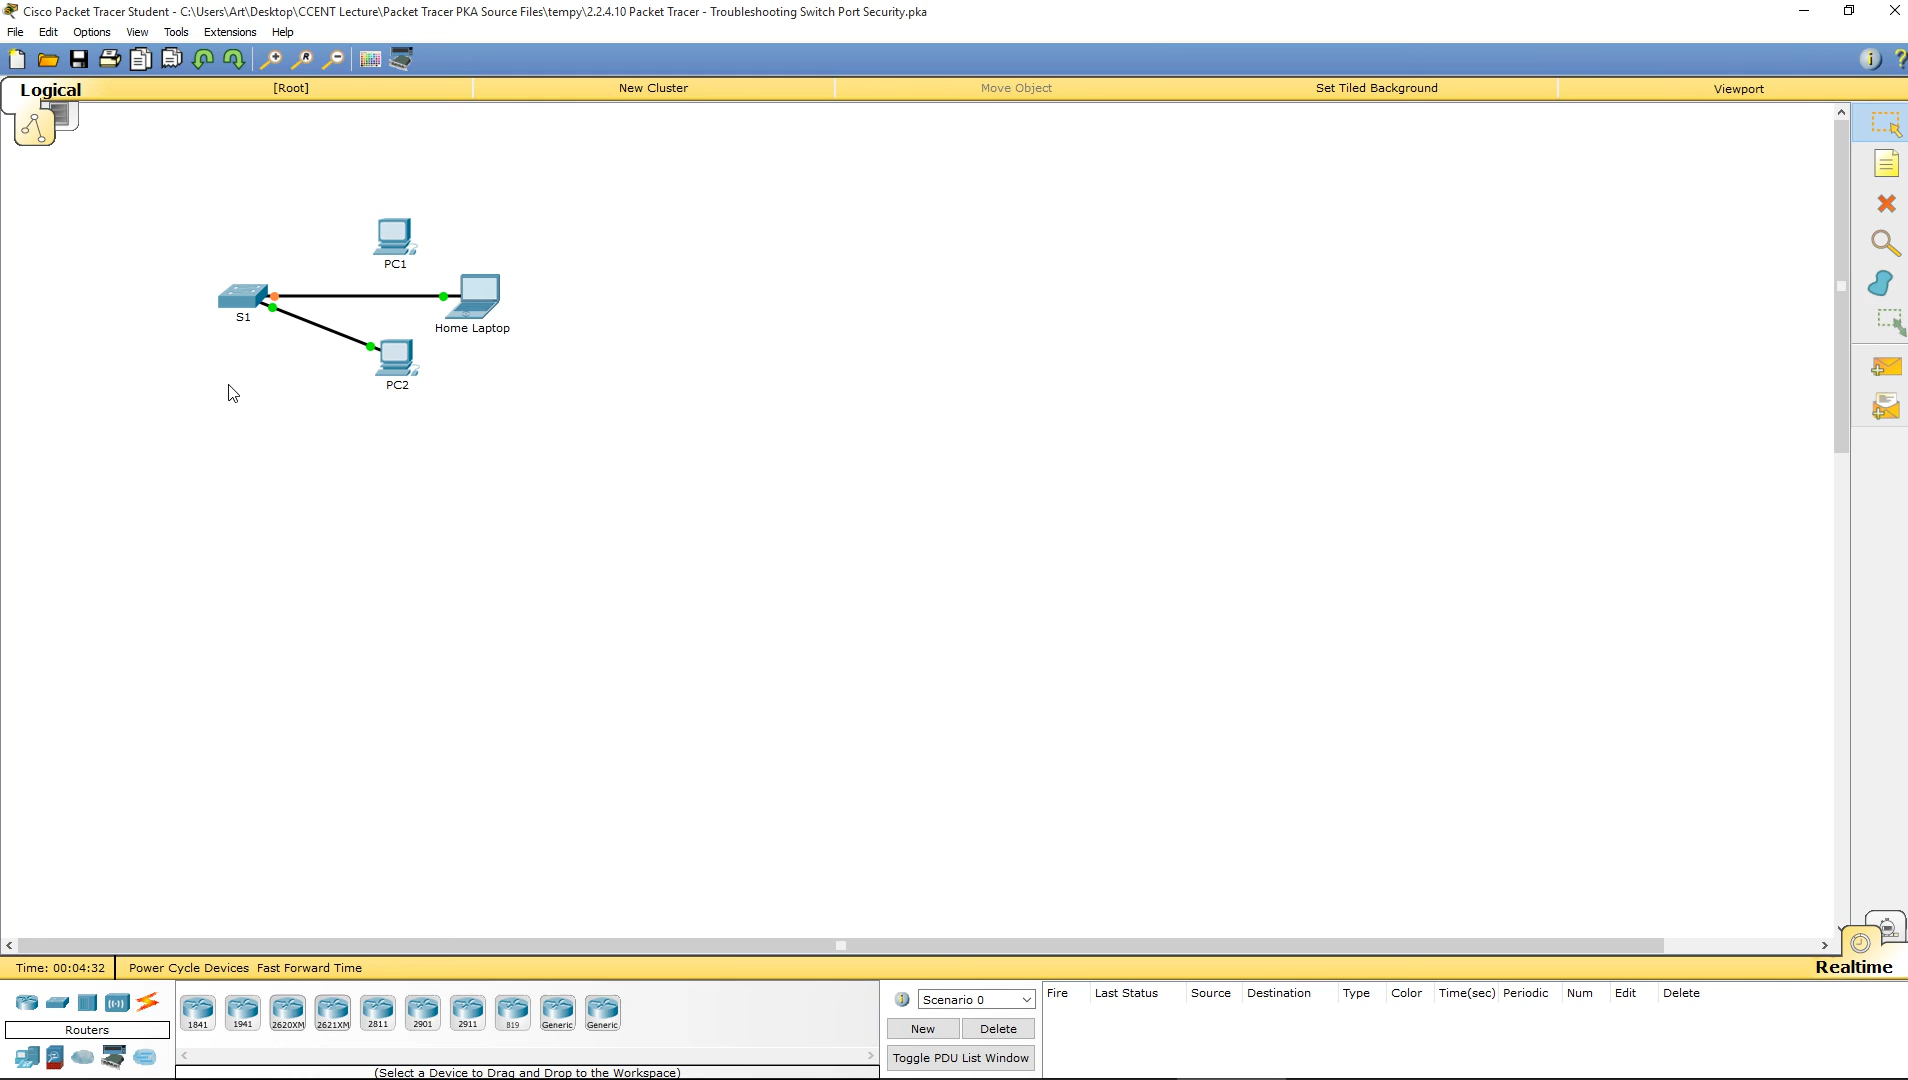 Cisco Packet Tracer Student - C:\Users\Art\Desktop\CCENT Lecture\Packet Tracer PKA Source Files\tempy\2.2.4.10 Packet Tracer - Troubleshooting Switch Port Security.pka
File Edit Options View Tools Extensions Help
Logical [Root] New Cluster Move Object Set Tiled Background Viewport
PC1
S1
Home Laptop
PC2
Time: 00:04:32 Power Cycle Devices Fast Forward Time Realtime
Routers
1841 1941 2620XM 2621XM 2811 2901 2911 819 Generic Generic
(Select a Device to Drag and Drop to the Workspace)
Scenario 0
New Delete
Toggle PDU List Window
Fire Last Status Source Destination Type Color Time(sec) Periodic Num Edit Delete